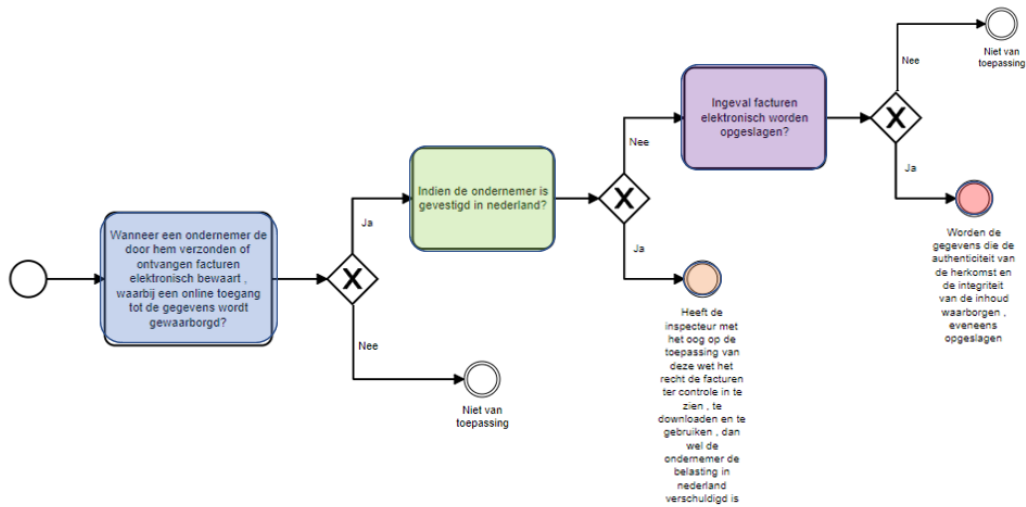 Wanneer een ondernemer de
door hem verzonden of
ontvangen facturen
elektronisch bewaart ,
waarbij een online toegang
tot de gegevens wordt
gewaarborgd?
Ja
Nee
Niet van
toepassing
Indien de ondernemer is
gevestigd in nederland?
Nee
Ja
Heeft de
inspecteur met
het oog op de
toepassing van
deze wet het
recht de facturen
ter controle in te
zien , te
downloaden en te
gebruiken , dan
wel de
ondernemer de
belasting in
nederland
verschuldigd is
Ingeval facturen
elektronisch worden
opgeslagen?
Nee
Ja
Niet van
toepassing
Worden de
gegevens die de
authenticiteit van
de herkomst en
de integriteit
van de inhoud
waarborgen ,
eveneens
opgeslagen